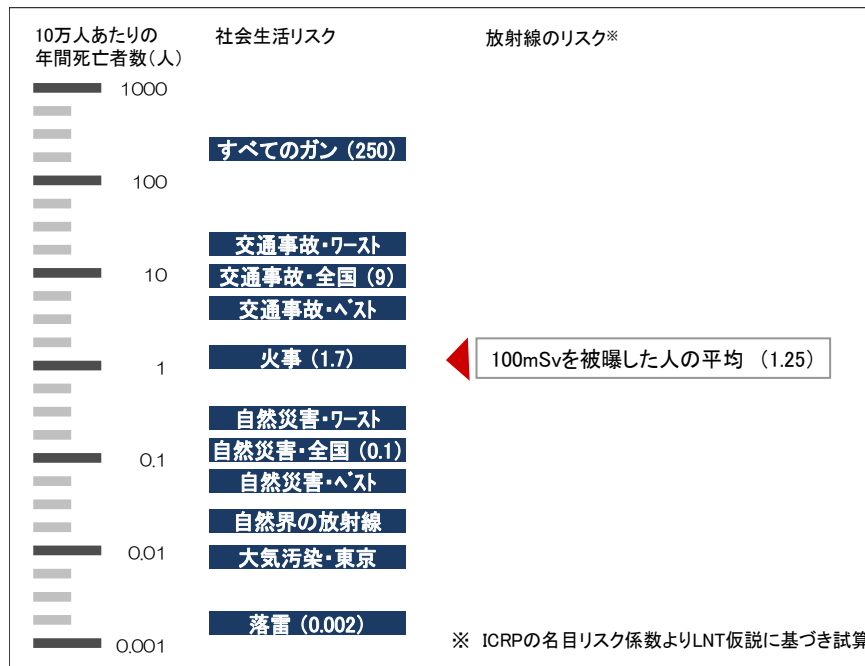 10万人あたりの
年間死亡者数（人）
社会生活リスク
放射線のリスク※
1000
すべてのガン（250）
100
交通事故・ワースト
10
交通事故・全国（9）
交通事故・ベスト
火事（1.7）
1
100mSvを被曝した人の平均　（1.25）
自然災害・ワースト
自然災害・全国（0.1）
0.1
自然災害・ベスト
自然界の放射線
0.01
大気汚染・東京
落雷（0.002）
0.001
※ ICRPの名目リスク係数よりLNT仮説に基づき試算